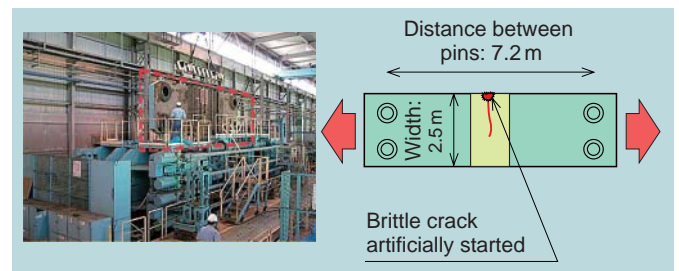 Distance between
pins: 7.2 m
Width:
2.5 m
Brittle crack
artificially started